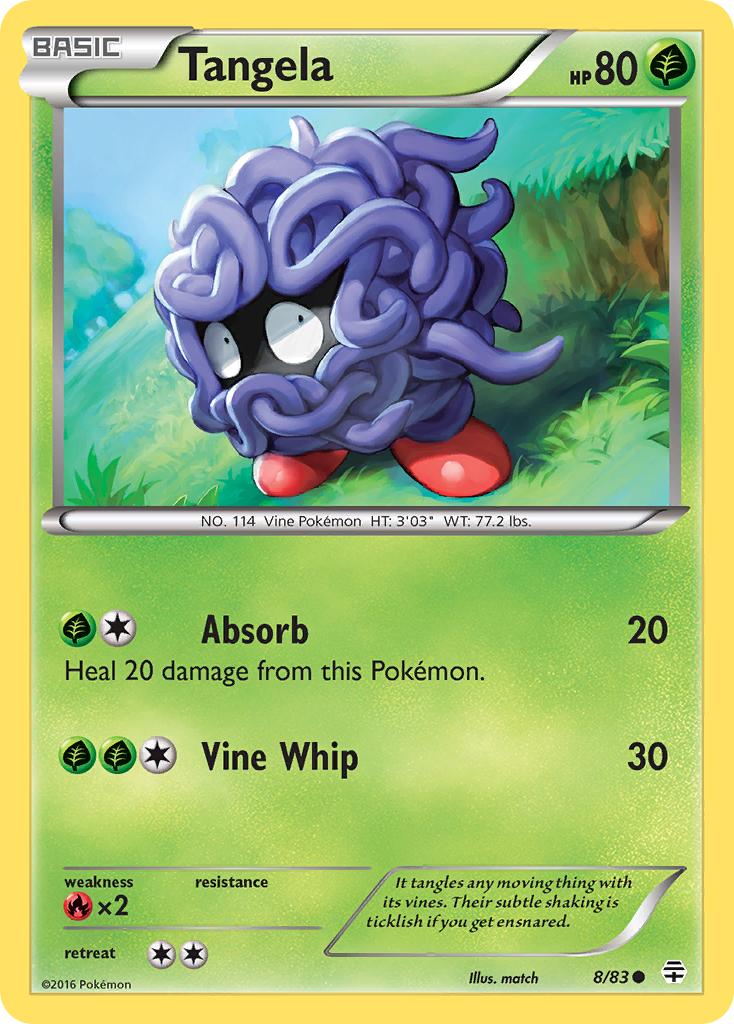 BASIC
Tangela
HP 80
NO. 114 Vine Pokémon HT: 3'03" WT: 77.2 lbs.
Absorb 20
Heal 20 damage from this Pokémon.
Vine Whip 30
weakness resistance
×2
It tangles any moving thing with
its vines. Their subtle shaking is
ticklish if you get ensnared.
retreat
©2016 Pokémon
Illus. match
8/83